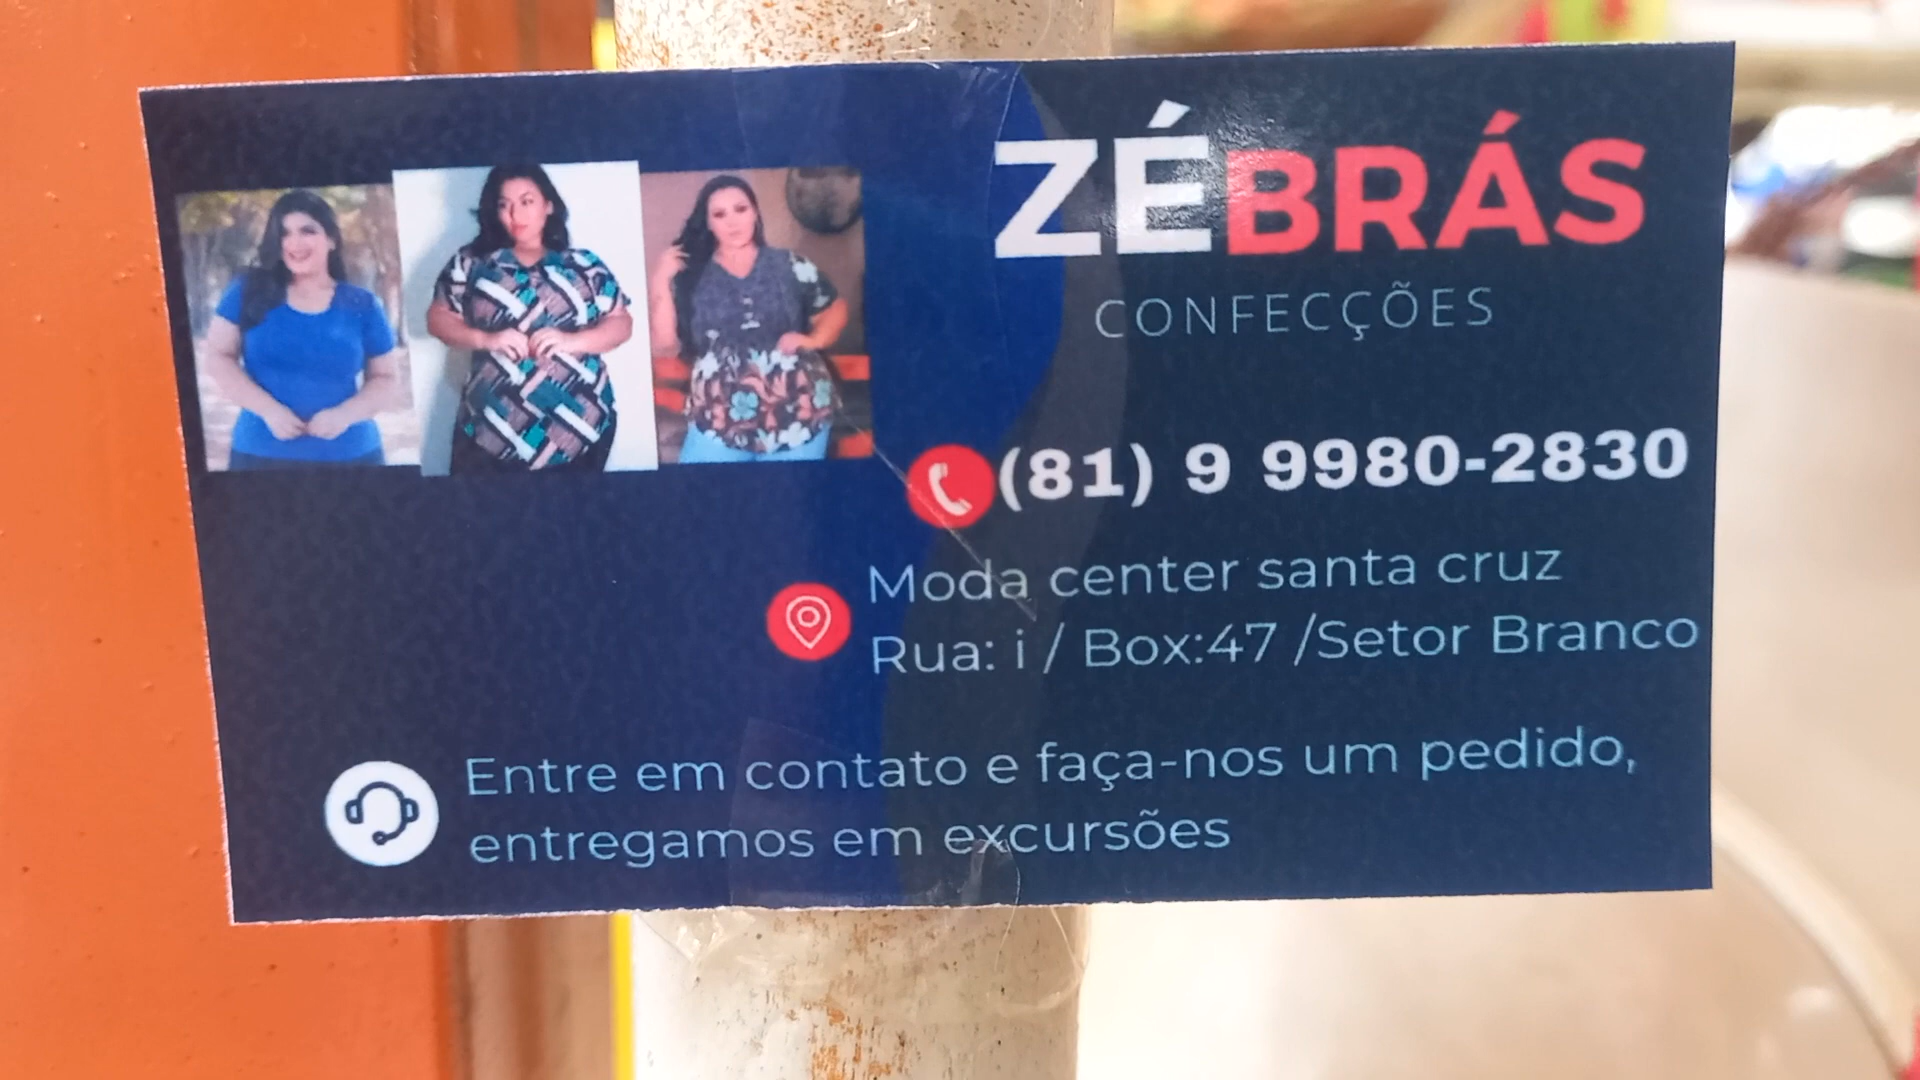 ZÉBRÁS
CONFECÇÕES
(81) 9 9980-2830
Moda center santa cruz
Rua: i / Box:47 /Setor Branco
Entre em contato e faça-nos um pedido,
entregamos em excursões